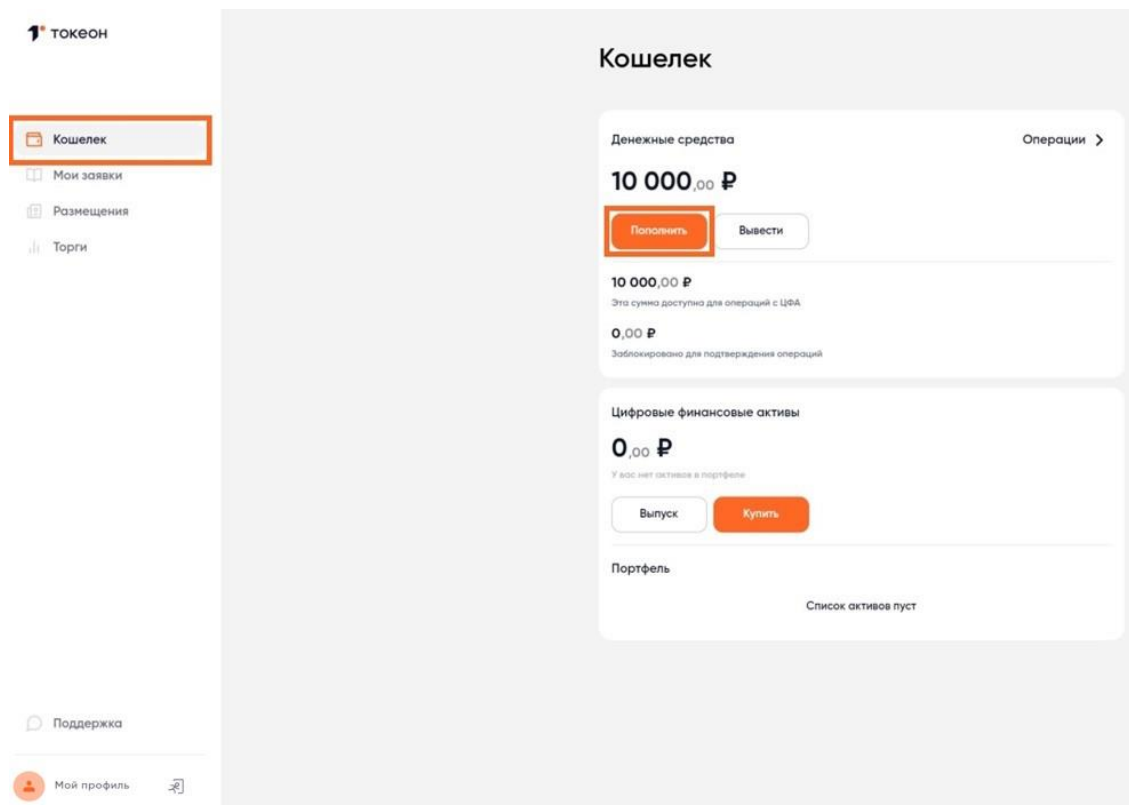 токеон
Кошелек
Мои заявки
Размещения
Торги
Поддержка
Мой профиль
Кошелек
Денежные средства
Операции
10 000,00 ₽
Пополнить
Вывести
10 000,00 ₽
Эта сумма доступна для операций с ЦФА
0,00 ₽
Заблокировано для подтверждения операций
Цифровые финансовые активы
0,00 ₽
У вас нет активов в портфеле
Выпуск
Купить
Портфель
Список активов пуст